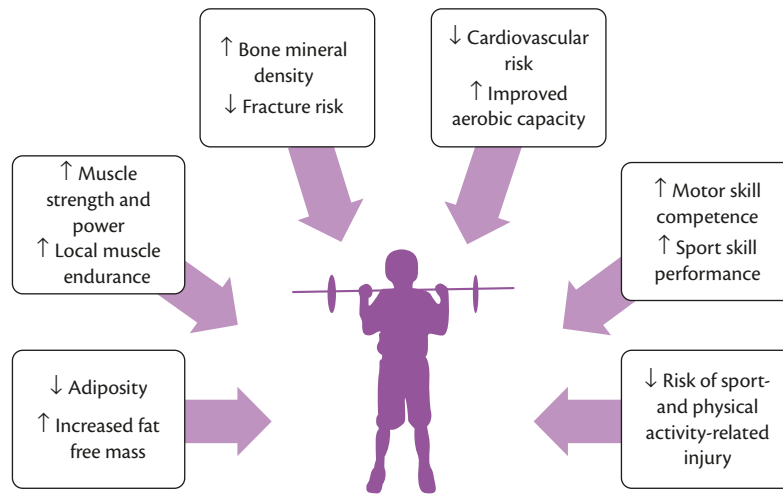 ↑ Bone mineral
density
↓ Fracture risk
↓ Cardiovascular
risk
↑ Improved
aerobic capacity
↑ Muscle
strength and
power
↑ Local muscle
endurance
↑ Motor skill
competence
↑ Sport skill
performance
↓ Adiposity
↑ Increased fat
free mass
↓ Risk of sport-
and physical
activity-related
injury